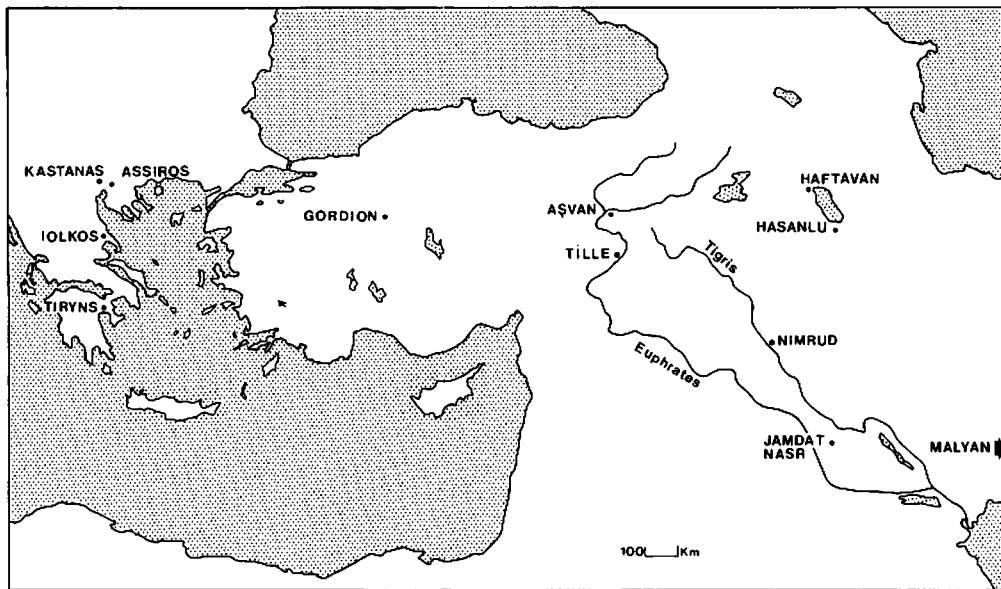 KASTANAS
ASSIROS
IOLKOS
TIRYNS
GORDION
AŞVAN
TİLLE
HAFTAVAN
HASANLU
Tigris
NIMRUD
Euphrates
JAMDAT
NASR
MALYAN
100 Km